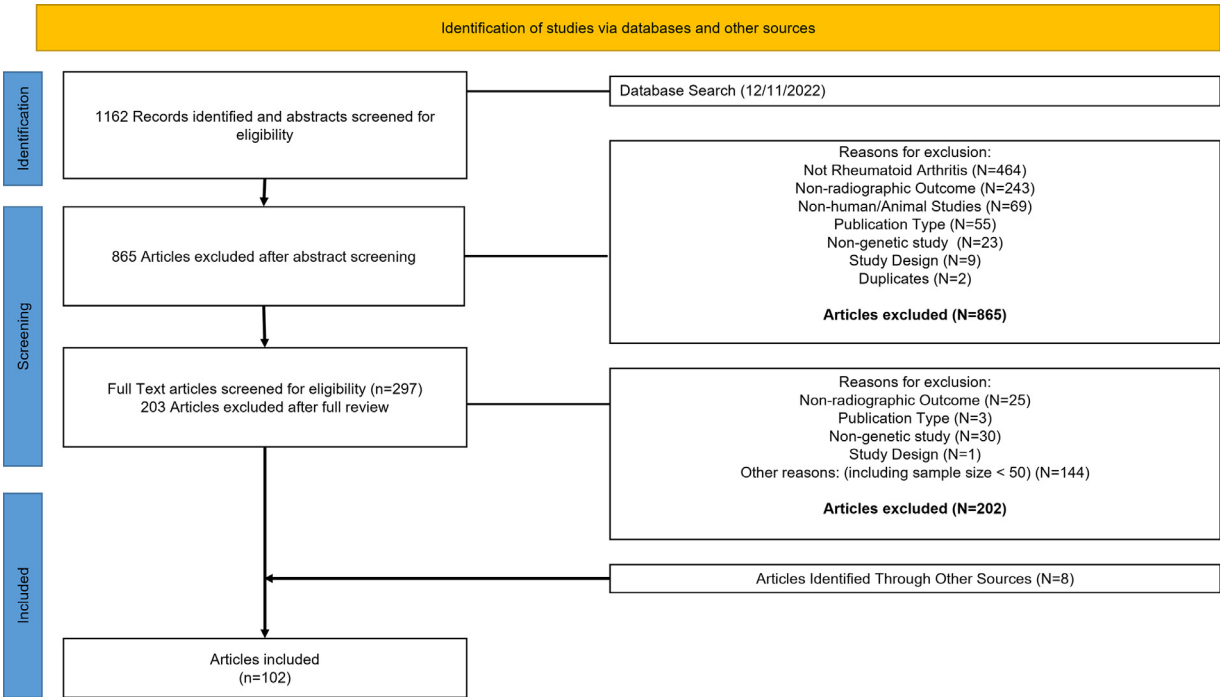 Identification of studies via databases and other sources
Identification
1162 Records identified and abstracts screened for
eligibility
Database Search (12/11/2022)
Screening
865 Articles excluded after abstract screening
Reasons for exclusion:
Not Rheumatoid Arthritis (N=464)
Non-radiographic Outcome (N=243)
Non-human/Animal Studies (N=69)
Publication Type (N=55)
Non-genetic study (N=23)
Study Design (N=9)
Duplicates (N=2)
Articles excluded (N=865)
Full Text articles screened for eligibility (n=297)
203 Articles excluded after full review
Reasons for exclusion:
Non-radiographic Outcome (N=25)
Publication Type (N=3)
Non-genetic study (N=30)
Study Design (N=1)
Other reasons: (including sample size < 50) (N=144)
Articles excluded (N=202)
Included
Articles Identified Through Other Sources (N=8)
Articles included
(n=102)